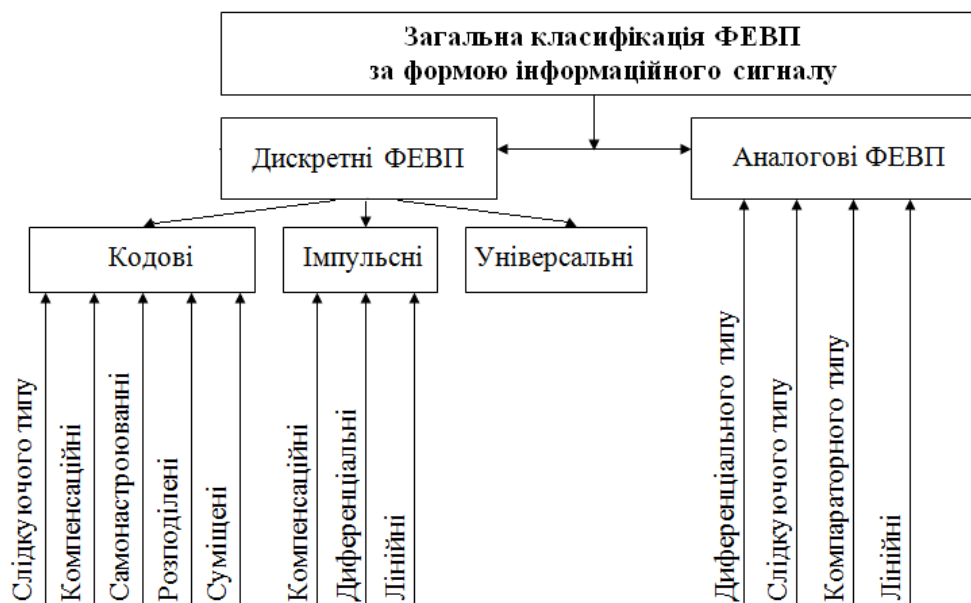 Загальна класифікація ФЕВП
за формою інформаційного сигналу
Дискретні ФЕВП
Аналогові ФЕВП
Кодові
Імпульсні
Універсальні
Слідкуючого типу
Компенсаційні
Самонастроюванні
Розподілені
Суміщені
Компенсаційні
Диференціальні
Лінійні
Диференціального типу
Слідкуючого типу
Компараторного типу
Лінійні